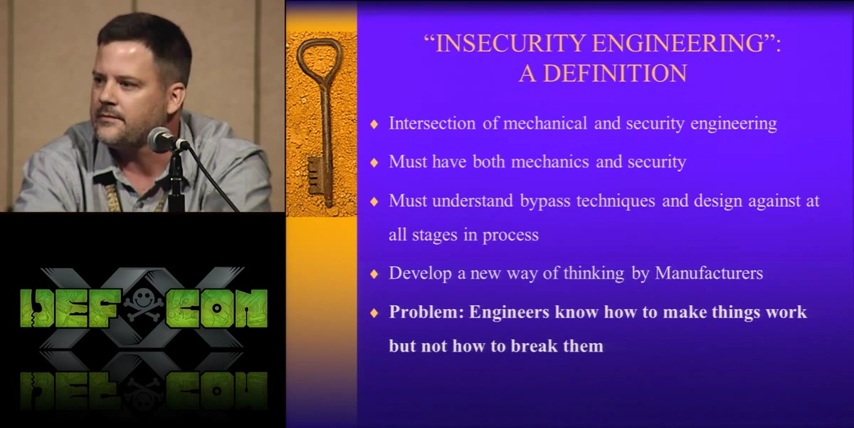 “INSECURITY ENGINEERING”:
A DEFINITION
Intersection of mechanical and security engineering
Must have both mechanics and security
Must understand bypass techniques and design against at
all stages in process
Develop a new way of thinking by Manufacturers
Problem: Engineers know how to make things work
but not how to break them
DEF CON
XX